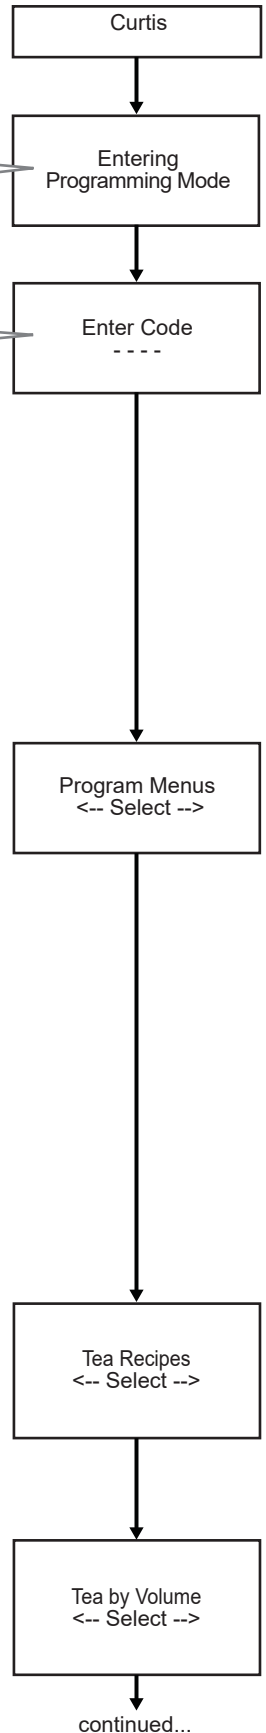 Curtis
Entering
Programming Mode
Enter Code
- - - -
Program Menus
<-- Select -->
Tea Recipes
<-- Select -->
Tea by Volume
<-- Select -->
continued...